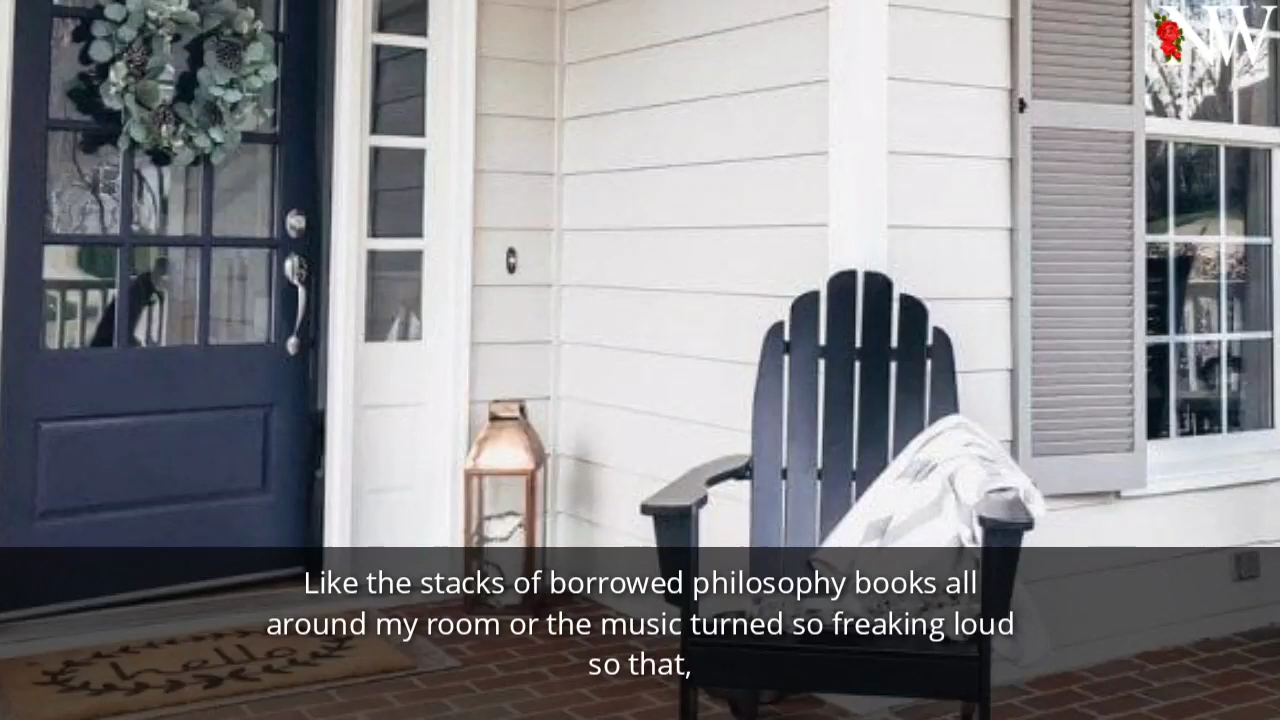 NW
hello
Like the stacks of borrowed philosophy books all
around my room or the music turned so freaking loud
so that,